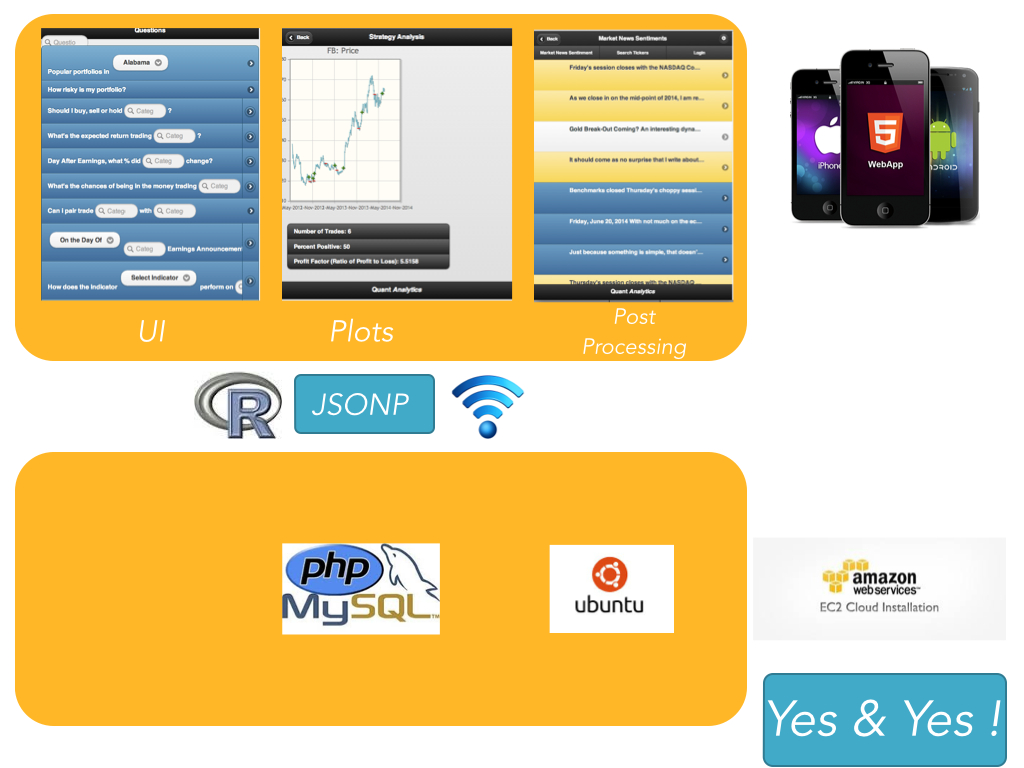 Questions
Questio
Alabama
Popular portfolios in
How risky is my portfolio?
Should I buy, sell or hold Categ ?
What's the expected return trading Categ ?
Day After Earnings, what % did Categ change?
What's the chances of being in the money trading Categ
Can I pair trade Categ with Categ
On the Day Of Categ Earnings Announcement
Select Indicator
How does the Indicator perform on
UI
Back Strategy Analysis
FB: Price
May 2012 Nov 2012 May 2013 Nov 2013 May 2014 Nov 2014
Number of Trades: 6
Percent Positive: 50
Profit Factor (Ratio of Profit to Loss): 5.5158
Quant Analytics
Plots
Back Market News Sentiments
Market News Sentiment Search Tickers Login
Friday's session closes with the NASDAQ Co...
As we close in on the mid-point of 2014, I am re...
Gold Break-Out Coming? An interesting dyna...
It should come as no surprise that I write about...
Benchmarks closed Thursday's choppy sessi...
Friday, June 20, 2014 With not much on the ec...
Just because something is simple, that doesn'...
Thursday's session closes with the NASDAQ ...
Quant Analytics
Post
Processing
iPhone
WebApp
DROID
R
JSONP
php
MySQL
ubuntu
amazon
web services
EC2 Cloud Installation
Yes & Yes !